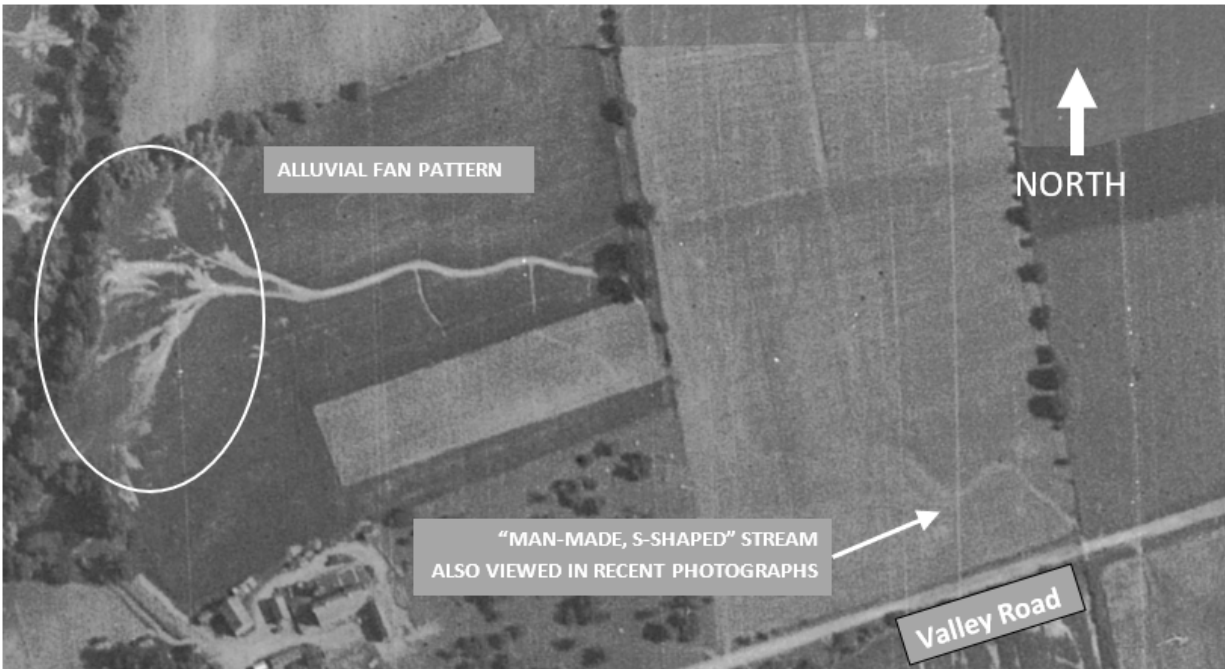 ALLUVIAL FAN PATTERN
NORTH
“MAN-MADE, S-SHAPED” STREAM
ALSO VIEWED IN RECENT PHOTOGRAPHS
Valley Road